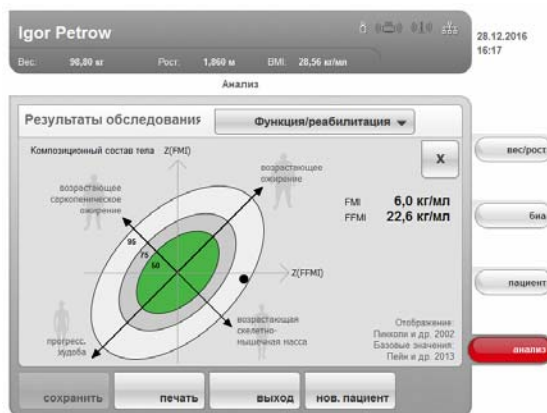 Igor Petrow
28.12.2016
16:17
Вес: 98,80 кг Рост: 1,860 м BMI: 28,56 кг/мл
Анализ
Результаты обследования Функция/реабилитация
Композиционный состав тела Z(FMI)
X
возрастающее
ожирение
возрастающее
саркопеническое
ожирение
95
75
50
FMI 6,0 кг/мл
FFMI 22,6 кг/мл
Z(FFMI)
прогресс.
худоба
возрастающая
скелетно-
мышечная масса
Отображение:
Пикколи и др. 2002
Базовые значения:
Пейн и др. 2013
вес/рост
биа
пациент
анализ
сохранить печать выход нов. пациент